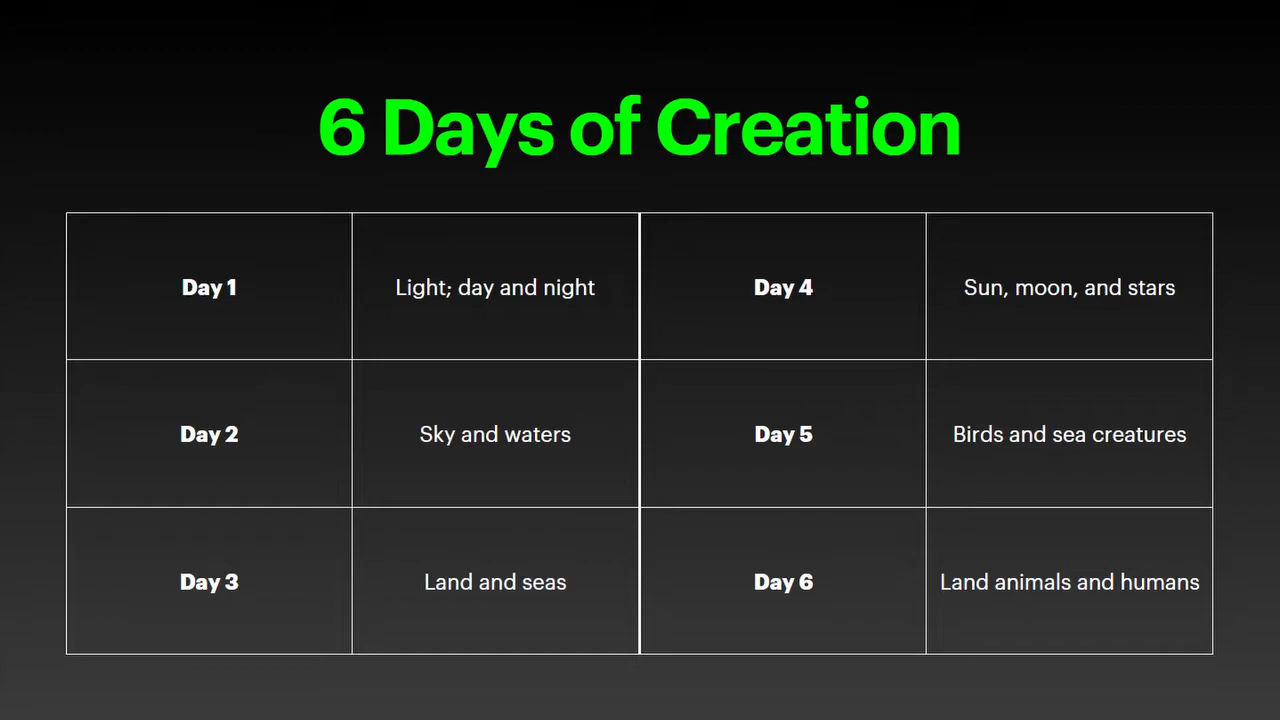 6 Days of Creation
Day 1 Light; day and night Day 4 Sun, moon, and stars
Day 2 Sky and waters Day 5 Birds and sea creatures
Day 3 Land and seas Day 6 Land animals and humans